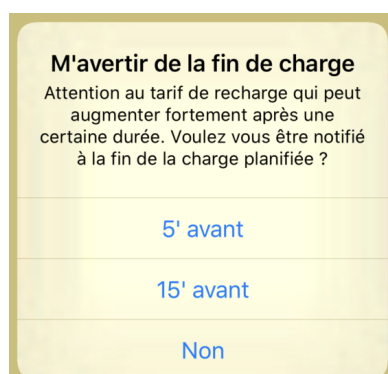 M'avertir de la fin de charge
Attention au tarif de recharge qui peut
augmenter fortement après une
certaine durée. Voulez vous être notifié
à la fin de la charge planifiée ?
5' avant
15' avant
Non